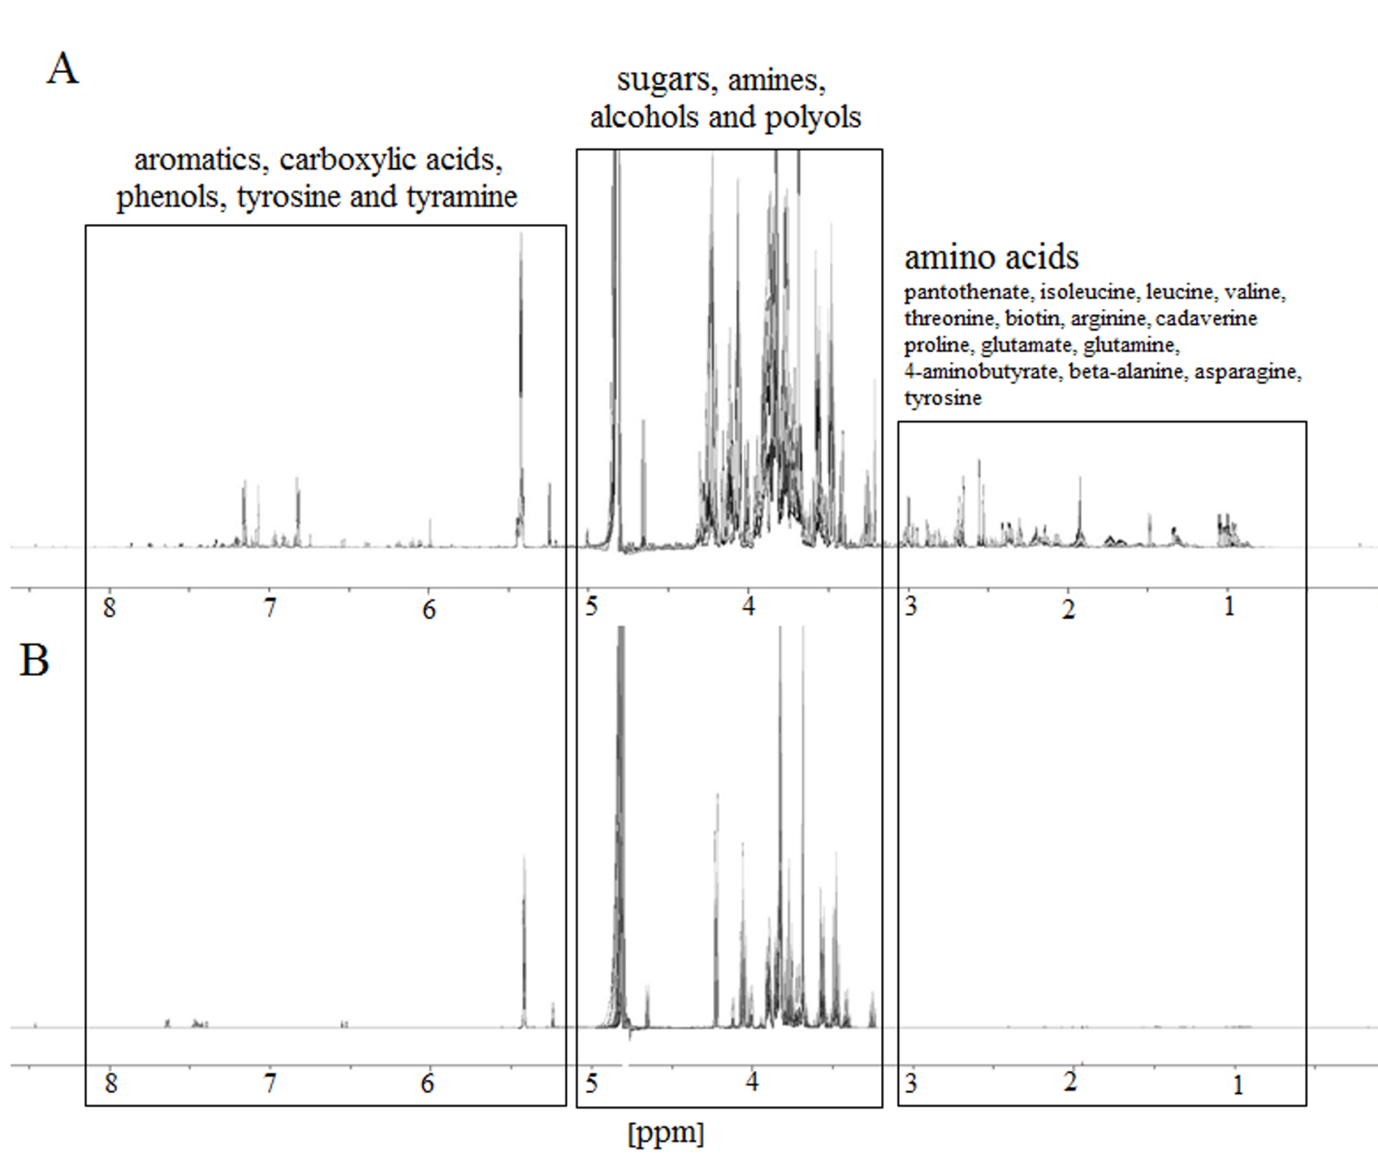 A
sugars, amines,
alcohols and polyols
aromatics, carboxylic acids,
phenols, tyrosine and tyramine
amino acids
pantothenate, isoleucine, leucine, valine,
threonine, biotin, arginine, cadaverine
proline, glutamate, glutamine,
4-aminobutyrate, beta-alanine, asparagine,
tyrosine
8 7 6 5 4 3 2 1
B
8 7 6 5 4 3 2 1
[ppm]